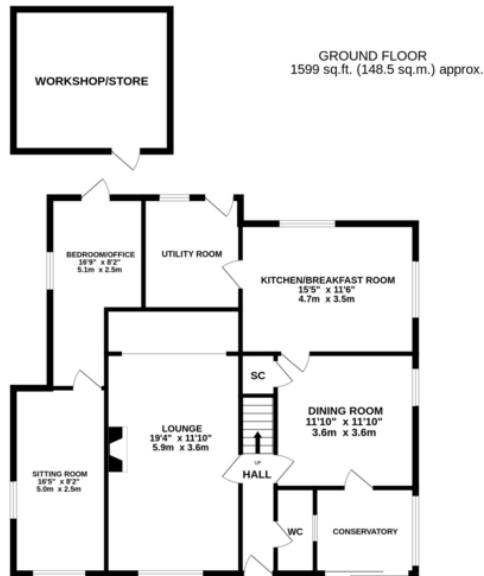 GROUND FLOOR
1599 sq.ft. (148.5 sq.m.) approx.
WORKSHOP/STORE
BEDROOM/OFFICE
16'9" x 8'2"
5.1m x 2.5m
UTILITY ROOM
KITCHEN/BREAKFAST ROOM
15'5" x 11'6"
4.7m x 3.5m
SC
DINING ROOM
11'10" x 11'10"
3.6m x 3.6m
LOUNGE
19'4" x 11'10"
5.9m x 3.6m
UP
HALL
SITTING ROOM
16'5" x 8'2"
5.0m x 2.5m
WC
CONSERVATORY